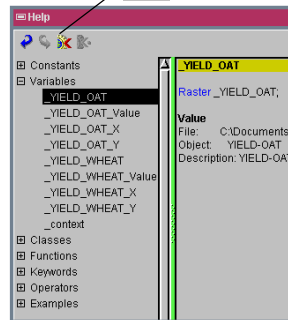 Help
Constants
Variables
_YIELD_OAT
_YIELD_OAT_Value
_YIELD_OAT_X
_YIELD_OAT_Y
_YIELD_WHEAT
_YIELD_WHEAT_Value
_YIELD_WHEAT_X
_YIELD_WHEAT_Y
_context
Classes
Functions
Keywords
Operators
Examples
_YIELD_OAT
Raster _YIELD_OAT;
Value
File: C:\Documents
Object: YIELD-OAT
Description: YIELD-OAT